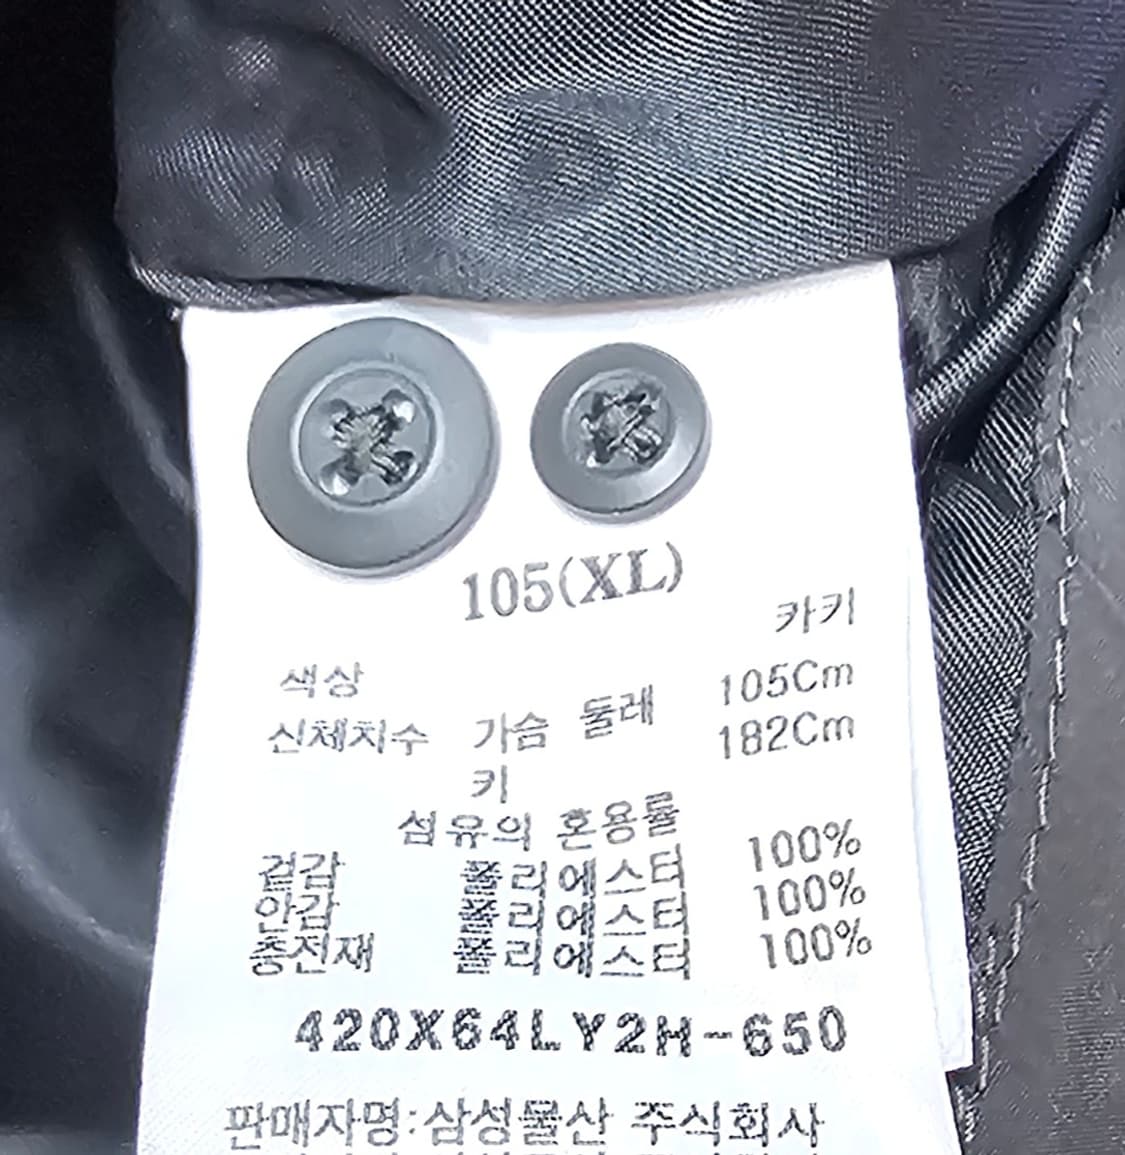 105(XL)
색상 카키
신체치수 가슴 둘레 105Cm
키 182Cm
섬유의 혼용률
겉감 폴리에스터 100%
안감 폴리에스터 100%
충전재 폴리에스터 100%
420X64LY2H-650
판매자명:삼성물산 주식회사